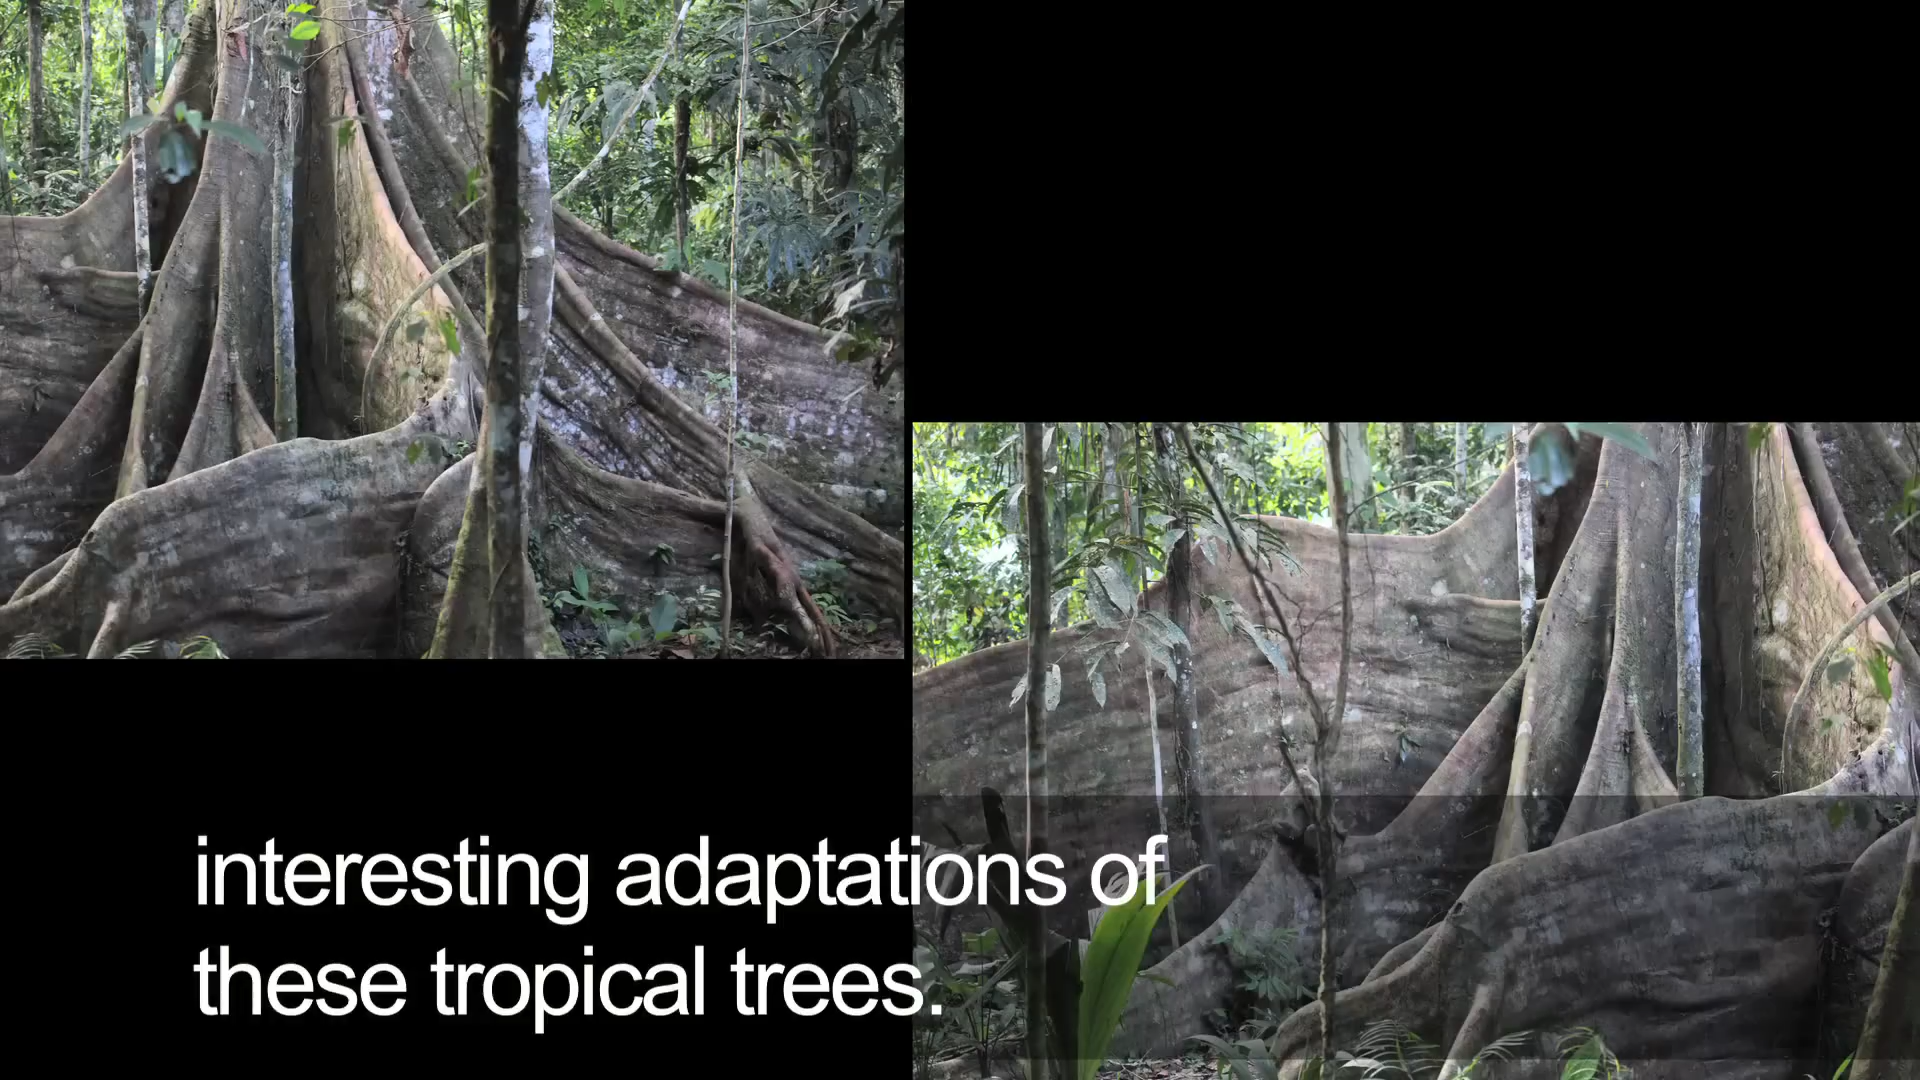 interesting adaptations of
these tropical trees.